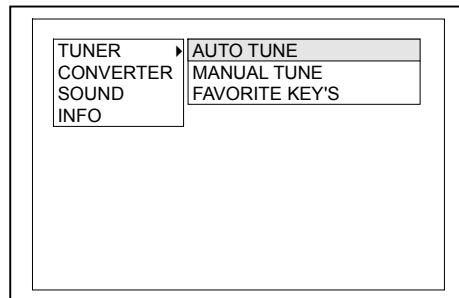 TUNER AUTO TUNE
CONVERTER MANUAL TUNE
SOUND FAVORITE KEY'S
INFO